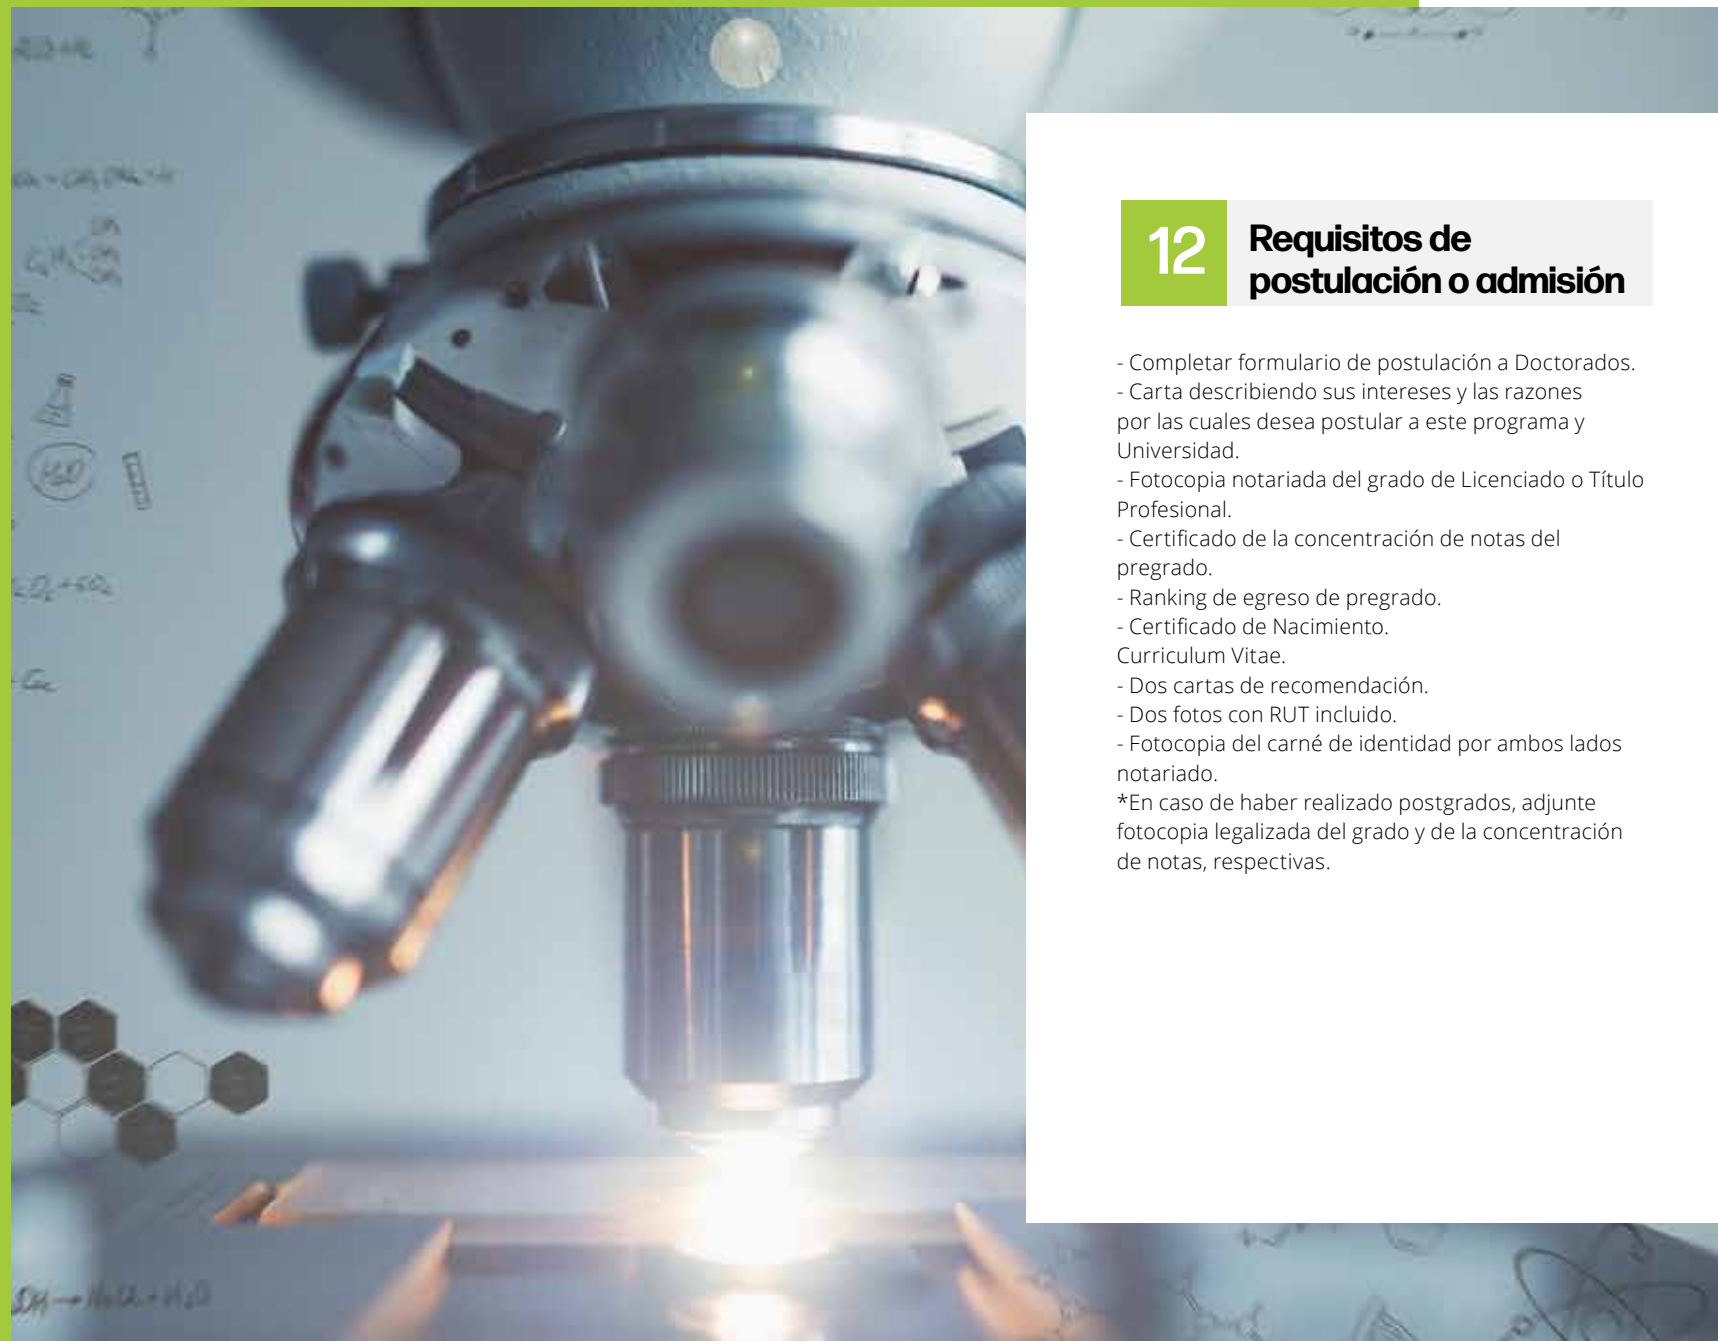 12
Requisitos de
postulación o admisión
- Completar formulario de postulación a Doctorados.
- Carta describiendo sus intereses y las razones
por las cuales desea postular a este programa y
Universidad.
- Fotocopia notariada del grado de Licenciado o Título
Profesional.
- Certificado de la concentración de notas del
pregrado.
- Ranking de egreso de pregrado.
- Certificado de Nacimiento.
Curriculum Vitae.
- Dos cartas de recomendación.
- Dos fotos con RUT incluido.
- Fotocopia del carné de identidad por ambos lados
notariado.
*En caso de haber realizado postgrados, adjunte
fotocopia legalizada del grado y de la concentración
de notas, respectivas.